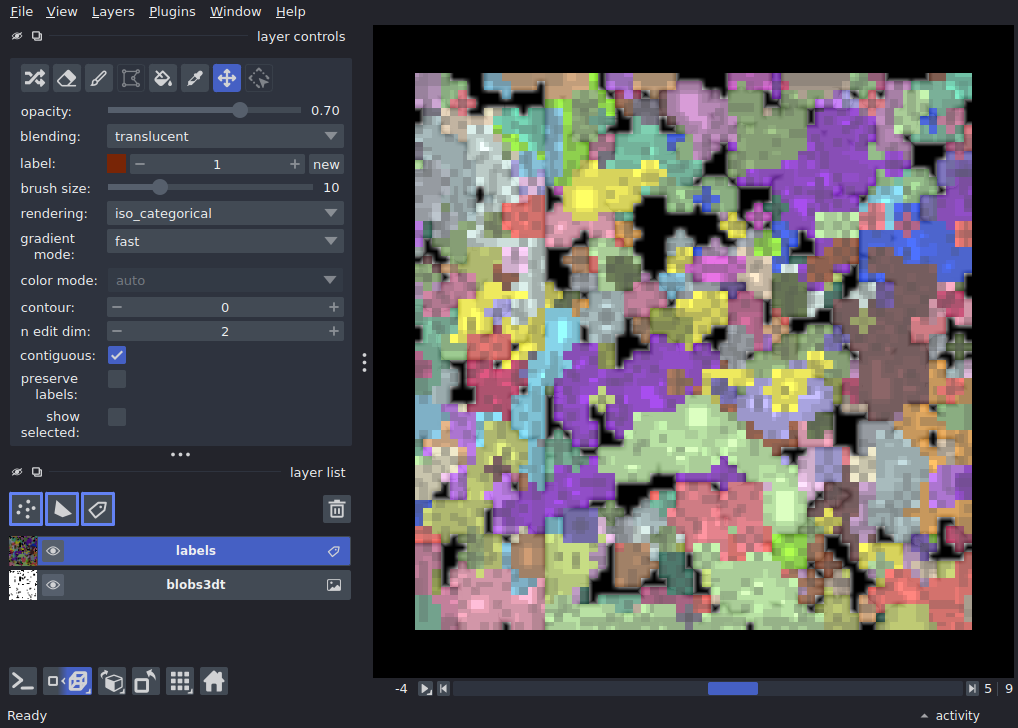 File View Layers Plugins Window Help
layer controls
opacity: 0.70
blending: translucent
label: − 1 + new
brush size: 10
rendering: iso_categorical
gradient mode: fast
color mode: auto
contour: − 0 +
n edit dim: − 2 +
contiguous:
preserve labels:
show selected:
layer list
labels
blobs3dt
-4 5 9
Ready activity